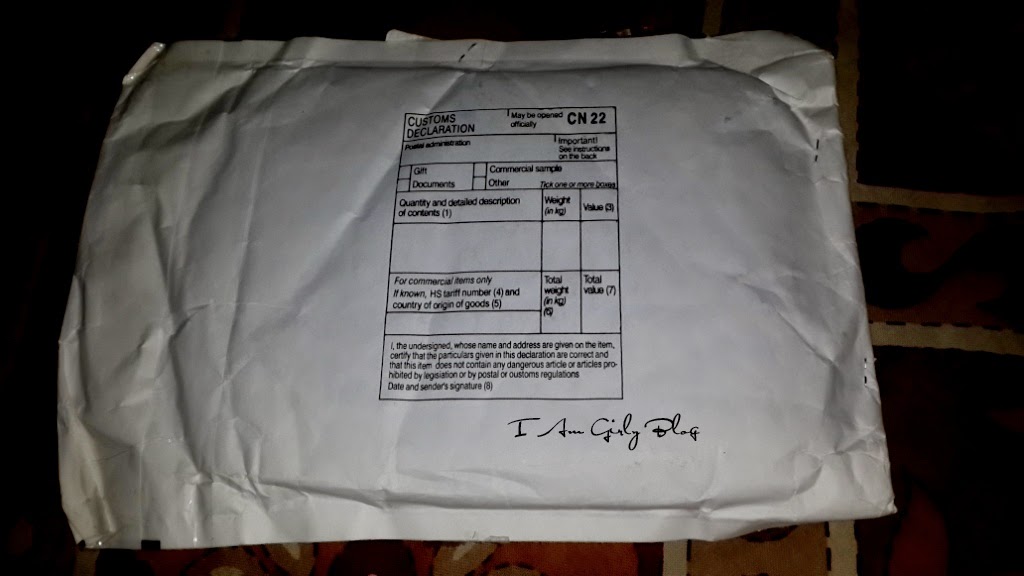 CUSTOMS
DECLARATION
May be opened
officially
CN 22
Postal administration
Important!
See instructions
on the back
Gift
Commercial sample
Documents
Other
Tick one or more boxes
Quantity and detailed description
of contents (1)
Weight
(in kg)
Value (3)
For commercial items only
If known, HS tariff number (4) and
country of origin of goods (5)
Total
weight
(in kg)
(6)
Total
value (7)
I, the undersigned, whose name and address are given on the item,
certify that the particulars given in this declaration are correct and
that this item does not contain any dangerous article or articles pro-
hibited by legislation or by postal or customs regulations
Date and sender's signature (8)
I Am Girly Blog